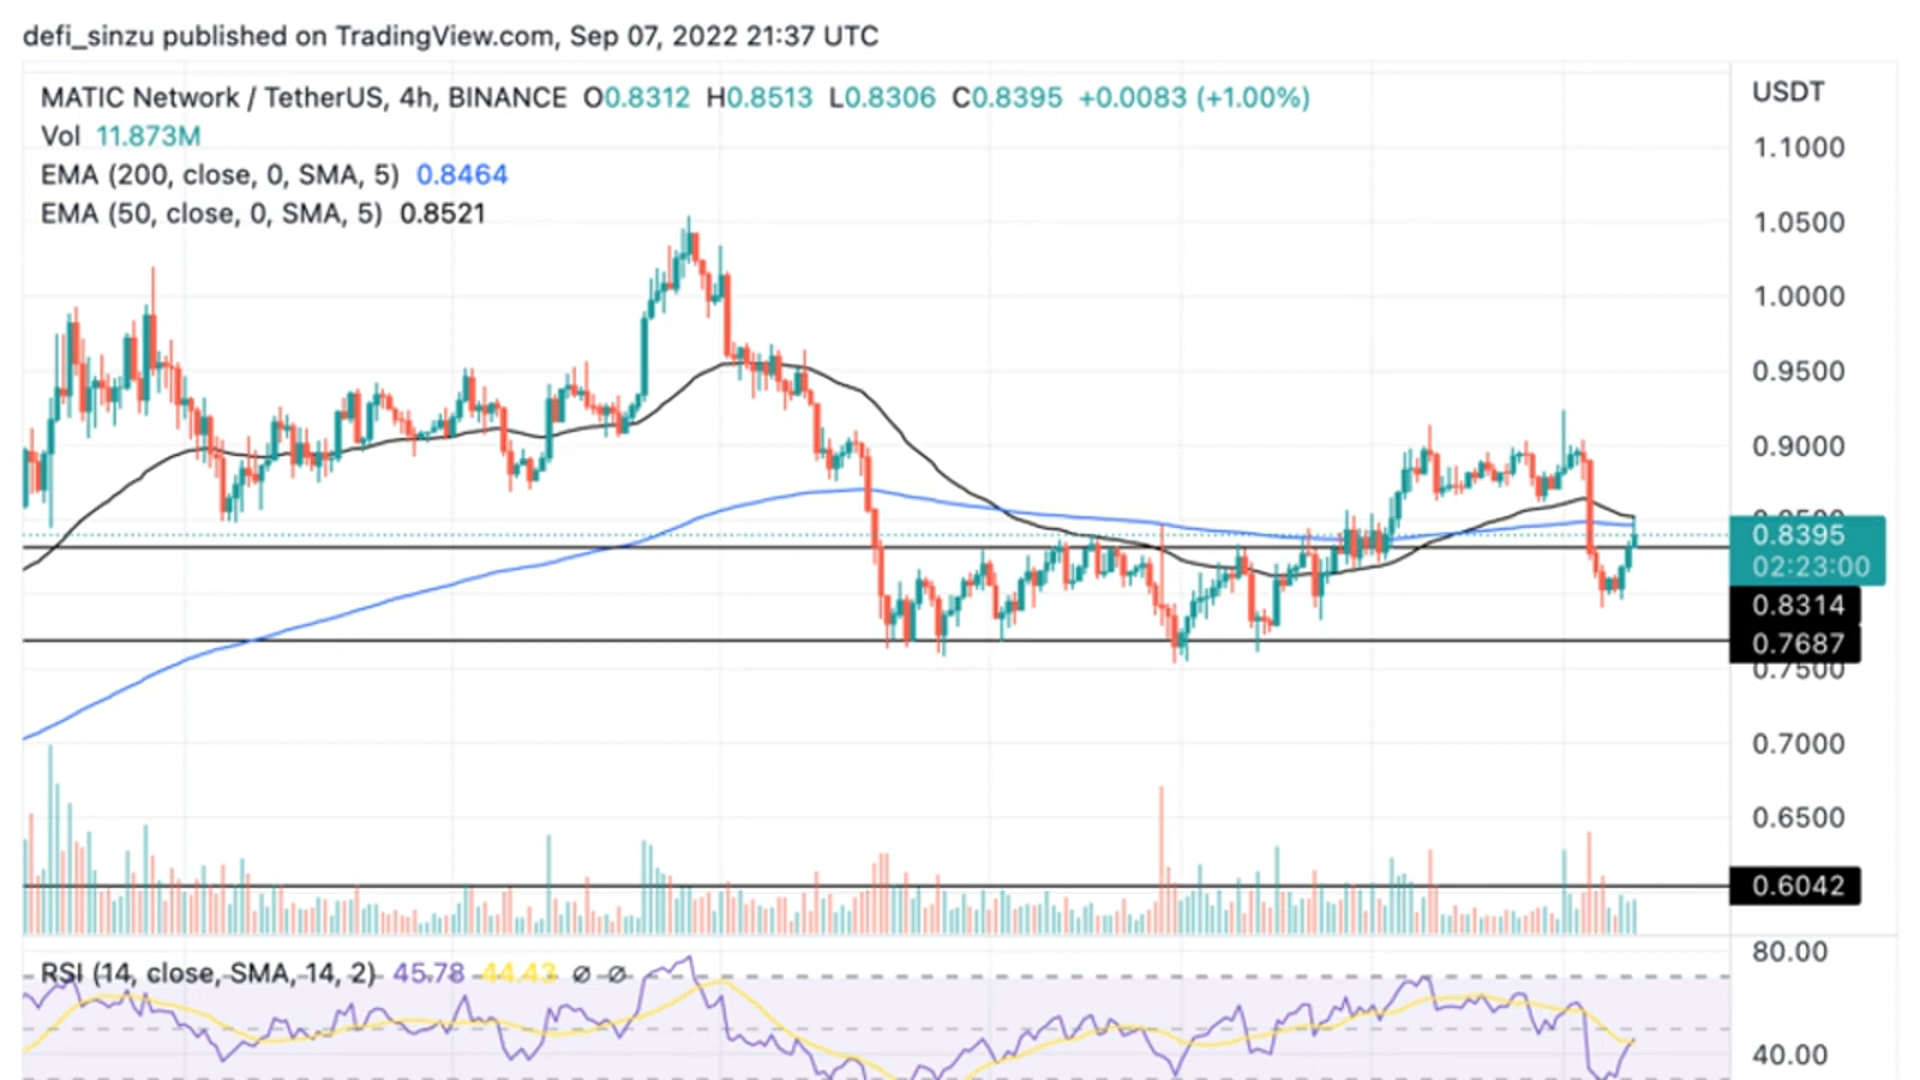 defi_sinzu published on TradingView.com, Sep 07, 2022 21:37 UTC
MATIC Network / TetherUS, 4h, BINANCE O0.8312 H0.8513 L0.8306 C0.8395 +0.0083 (+1.00%)
Vol 11.873M
EMA (200, close, 0, SMA, 5) 0.8464
EMA (50, close, 0, SMA, 5) 0.8521
USDT
1.1000
1.0500
1.0000
0.9500
0.9000
0.8500
0.8395
02:23:00
0.8314
0.7687
0.7500
0.7000
0.6500
0.6042
RSI (14, close, SMA, 14, 2) 45.78 44.43 ∅ ∅
80.00
40.00